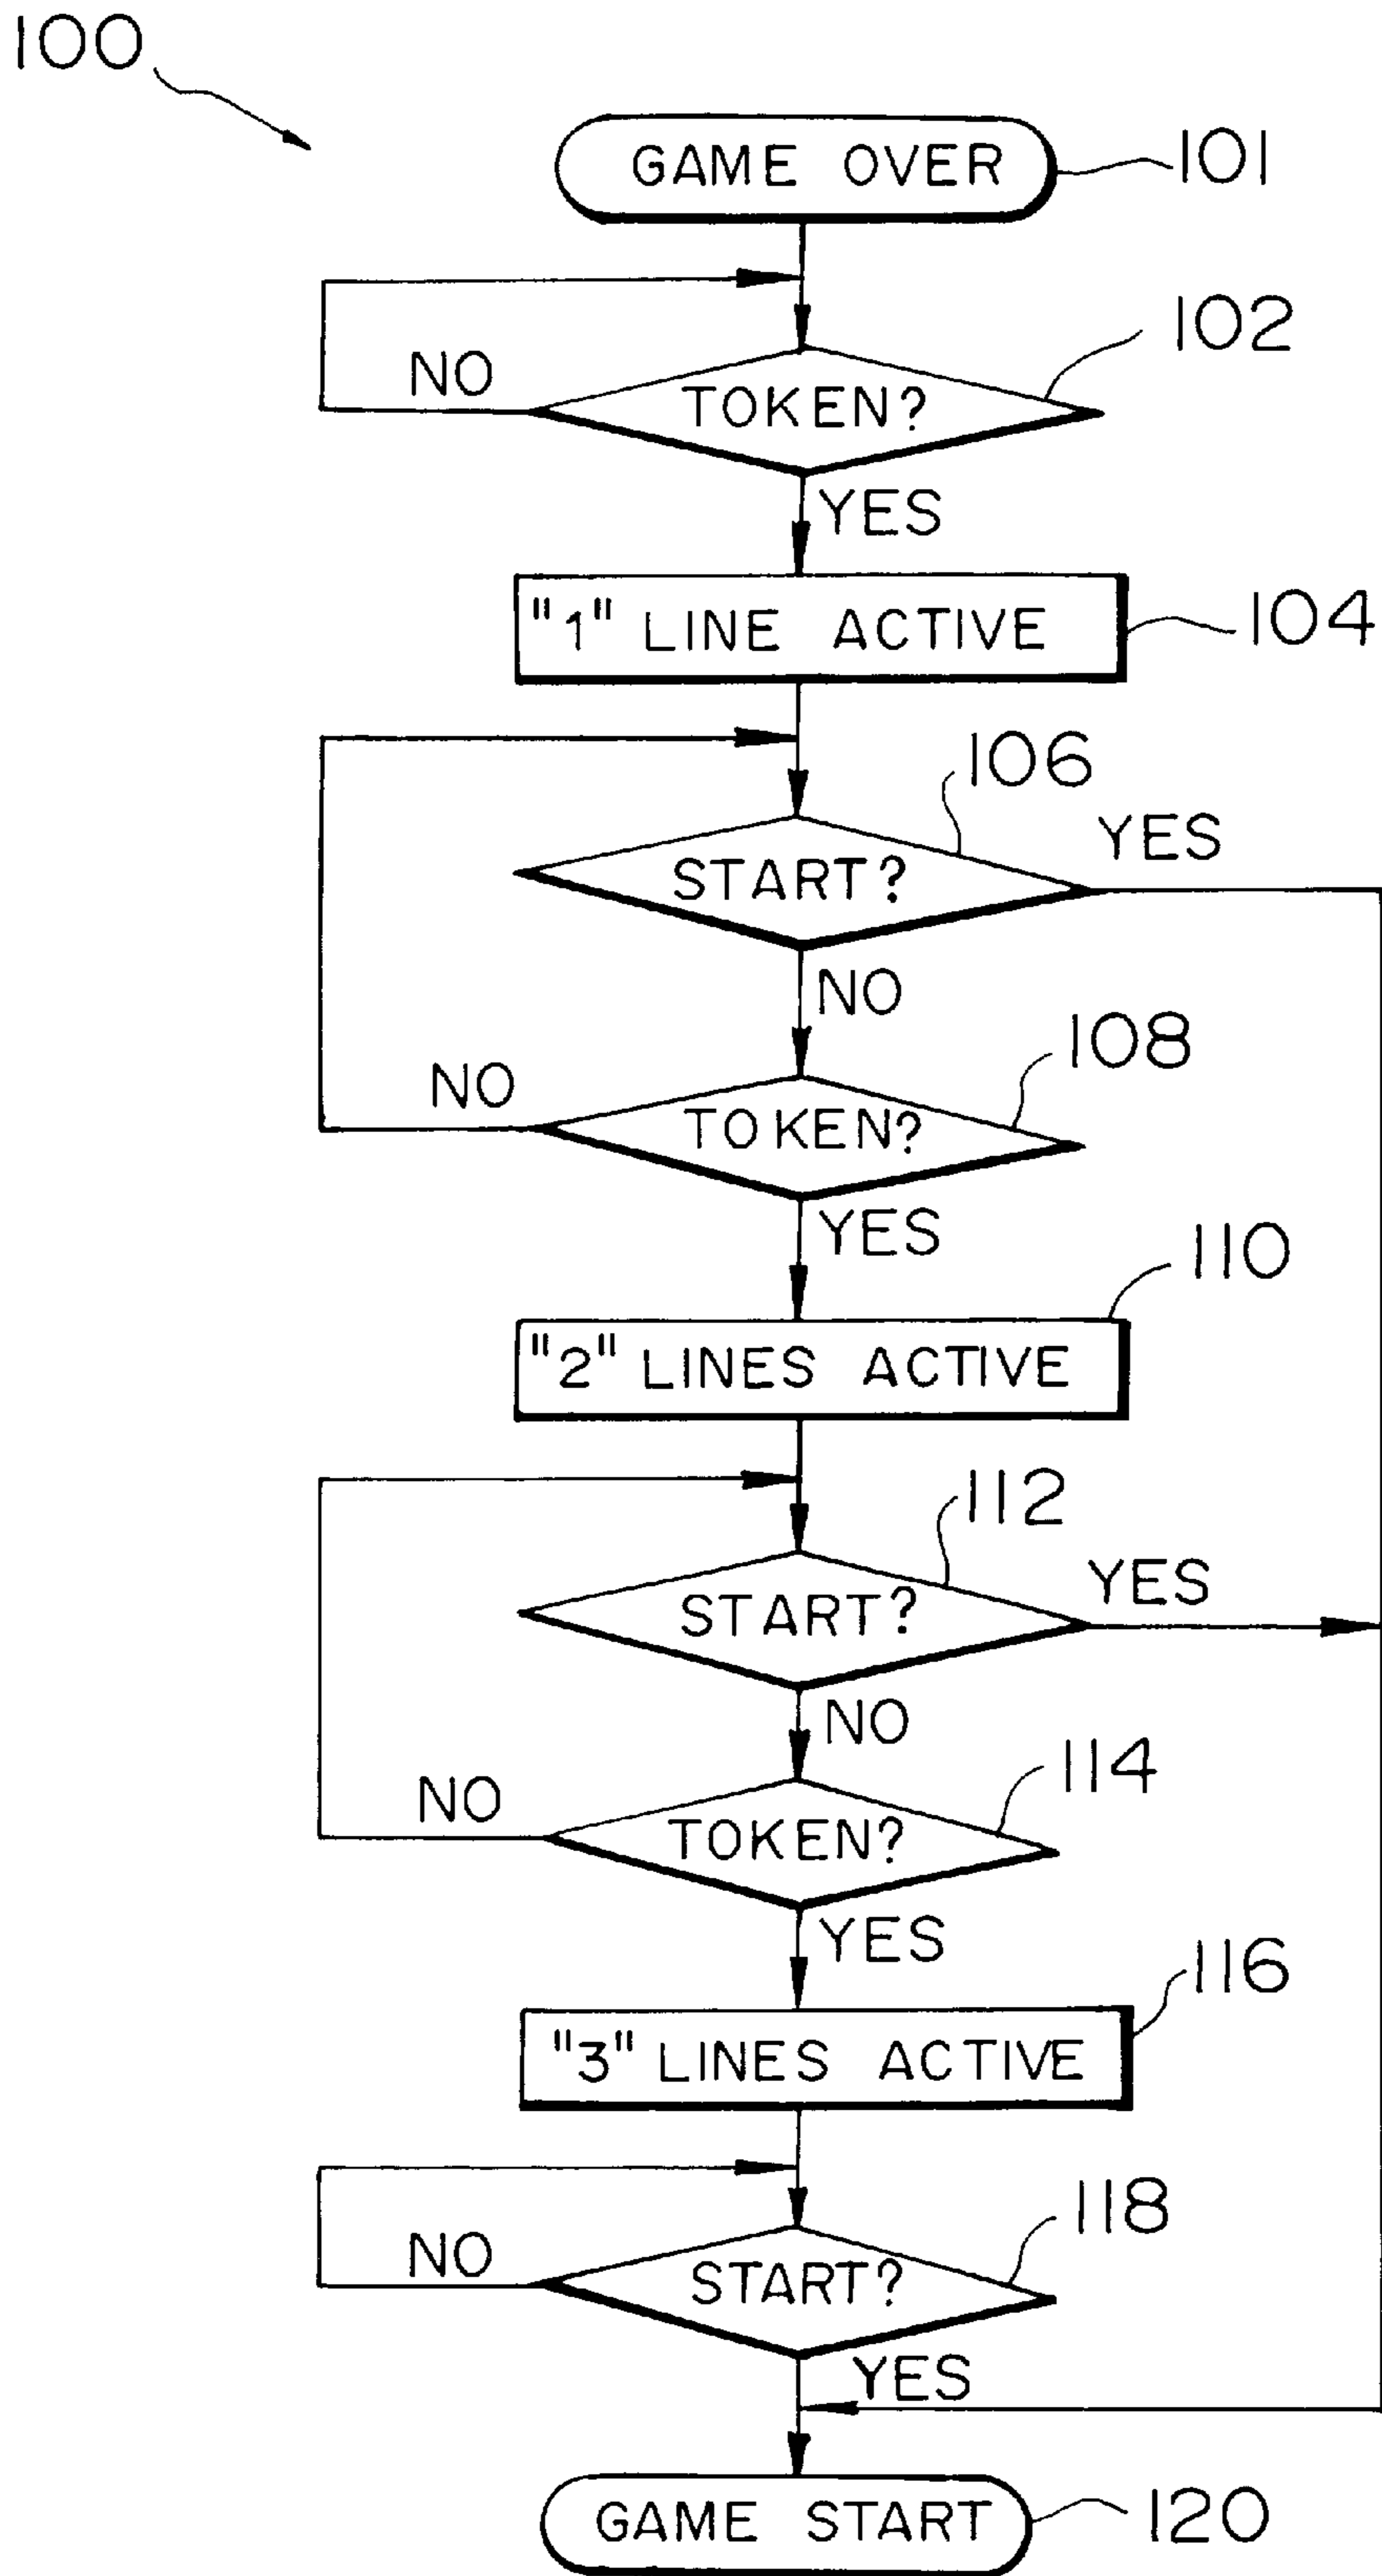 100
GAME OVER
101
102
NO
TOKEN?
YES
"1" LINE ACTIVE
104
106
YES
START?
NO
108
NO
TOKEN?
YES
110
"2" LINES ACTIVE
112
YES
START?
NO
114
NO
TOKEN?
YES
116
"3" LINES ACTIVE
118
NO
START?
YES
GAME START
120